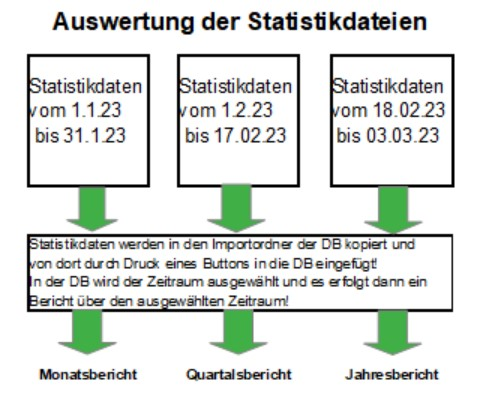 Auswertung der Statistikdateien
Statistikdaten
vom 1.1.23
bis 31.1.23
Statistikdaten
vom 1.2.23
bis 17.02.23
Statistikdaten
vom 18.02.23
bis 03.03.23
Statistikdaten werden in den Importordner der DB kopiert und
von dort durch Druck eines Buttons in die DB eingefügt!
In der DB wird der Zeitraum ausgewählt und es erfolgt dann ein
Bericht über den ausgewählten Zeitraum!
Monatsbericht
Quartalsbericht
Jahresbericht